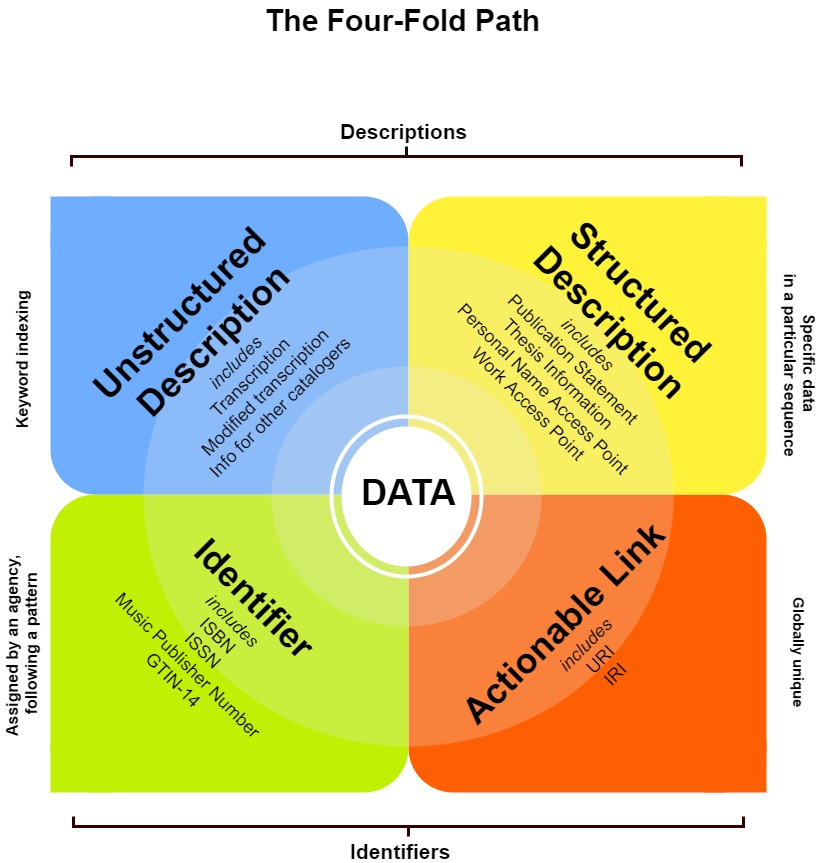 The Four-Fold Path
Descriptions
Keyword indexing
Unstructured
Description
includes
Transcription
Modified transcription
Info for other catalogers
Structured
Description
includes
Publication Statement
Thesis Information
Personal Name Access Point
Work Access Point
Specific data
in a particular sequence
DATA
Assigned by an agency,
following a pattern
Identifier
includes
ISBN
ISSN
Music Publisher Number
GTIN-14
Actionable Link
includes
URI
IRI
Globally unique
Identifiers